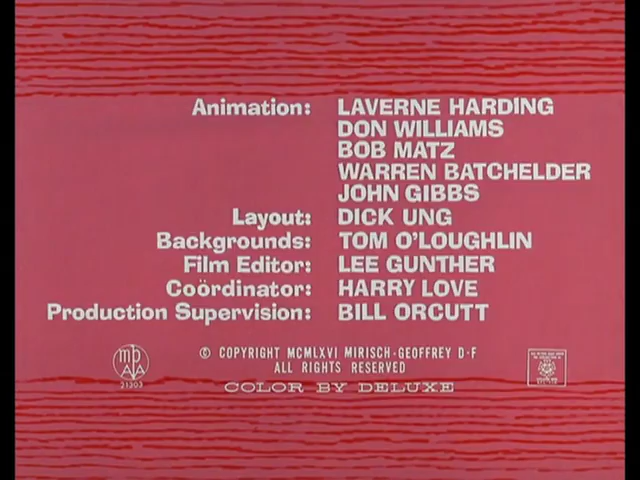 Animation: LAVERNE HARDING
DON WILLIAMS
BOB MATZ
WARREN BATCHELDER
JOHN GIBBS
Layout: DICK UNG
Backgrounds: TOM O'LOUGHLIN
Film Editor: LEE GUNTHER
Coördinator: HARRY LOVE
Production Supervision: BILL ORCUTT
© COPYRIGHT MCMLXVI MIRISCH-GEOFFREY D-F
ALL RIGHTS RESERVED
COLOR BY DELUXE
mpAA
21203